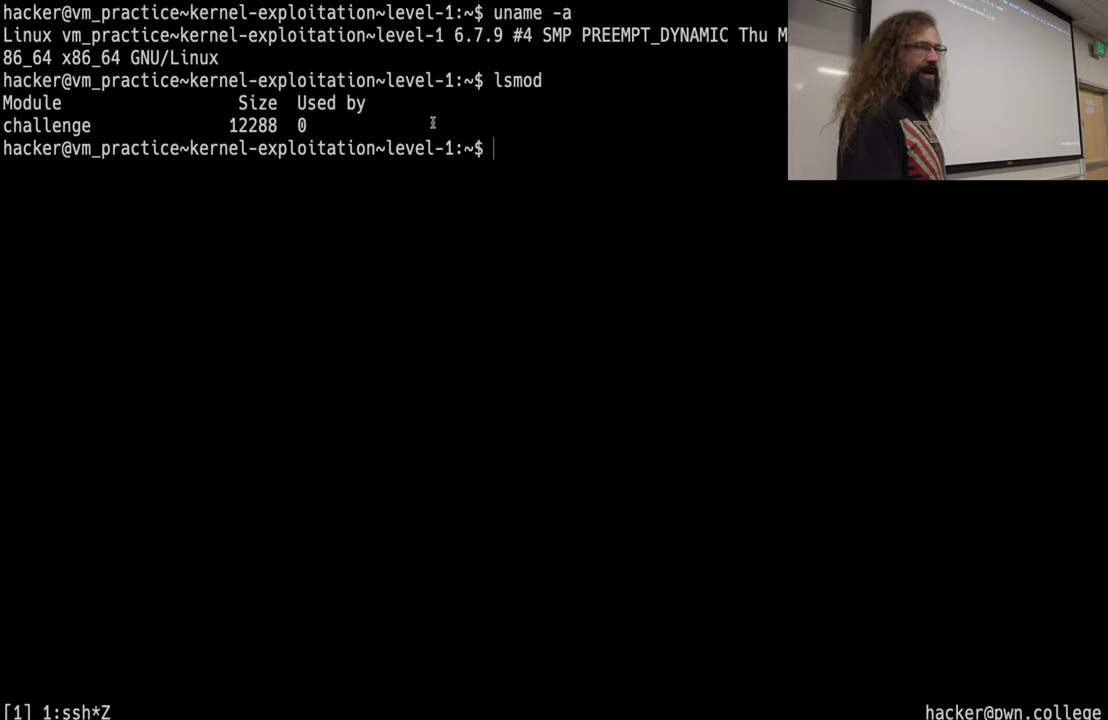 hacker@vm_practice~kernel-exploitation~level-1:~$ uname -a
Linux vm_practice~kernel-exploitation~level-1 6.7.9 #4 SMP PREEMPT_DYNAMIC Thu M
86_64 x86_64 GNU/Linux
hacker@vm_practice~kernel-exploitation~level-1:~$ lsmod
Module Size Used by
challenge 12288 0
hacker@vm_practice~kernel-exploitation~level-1:~$
[1] 1:ssh*Z hacker@pwn.college